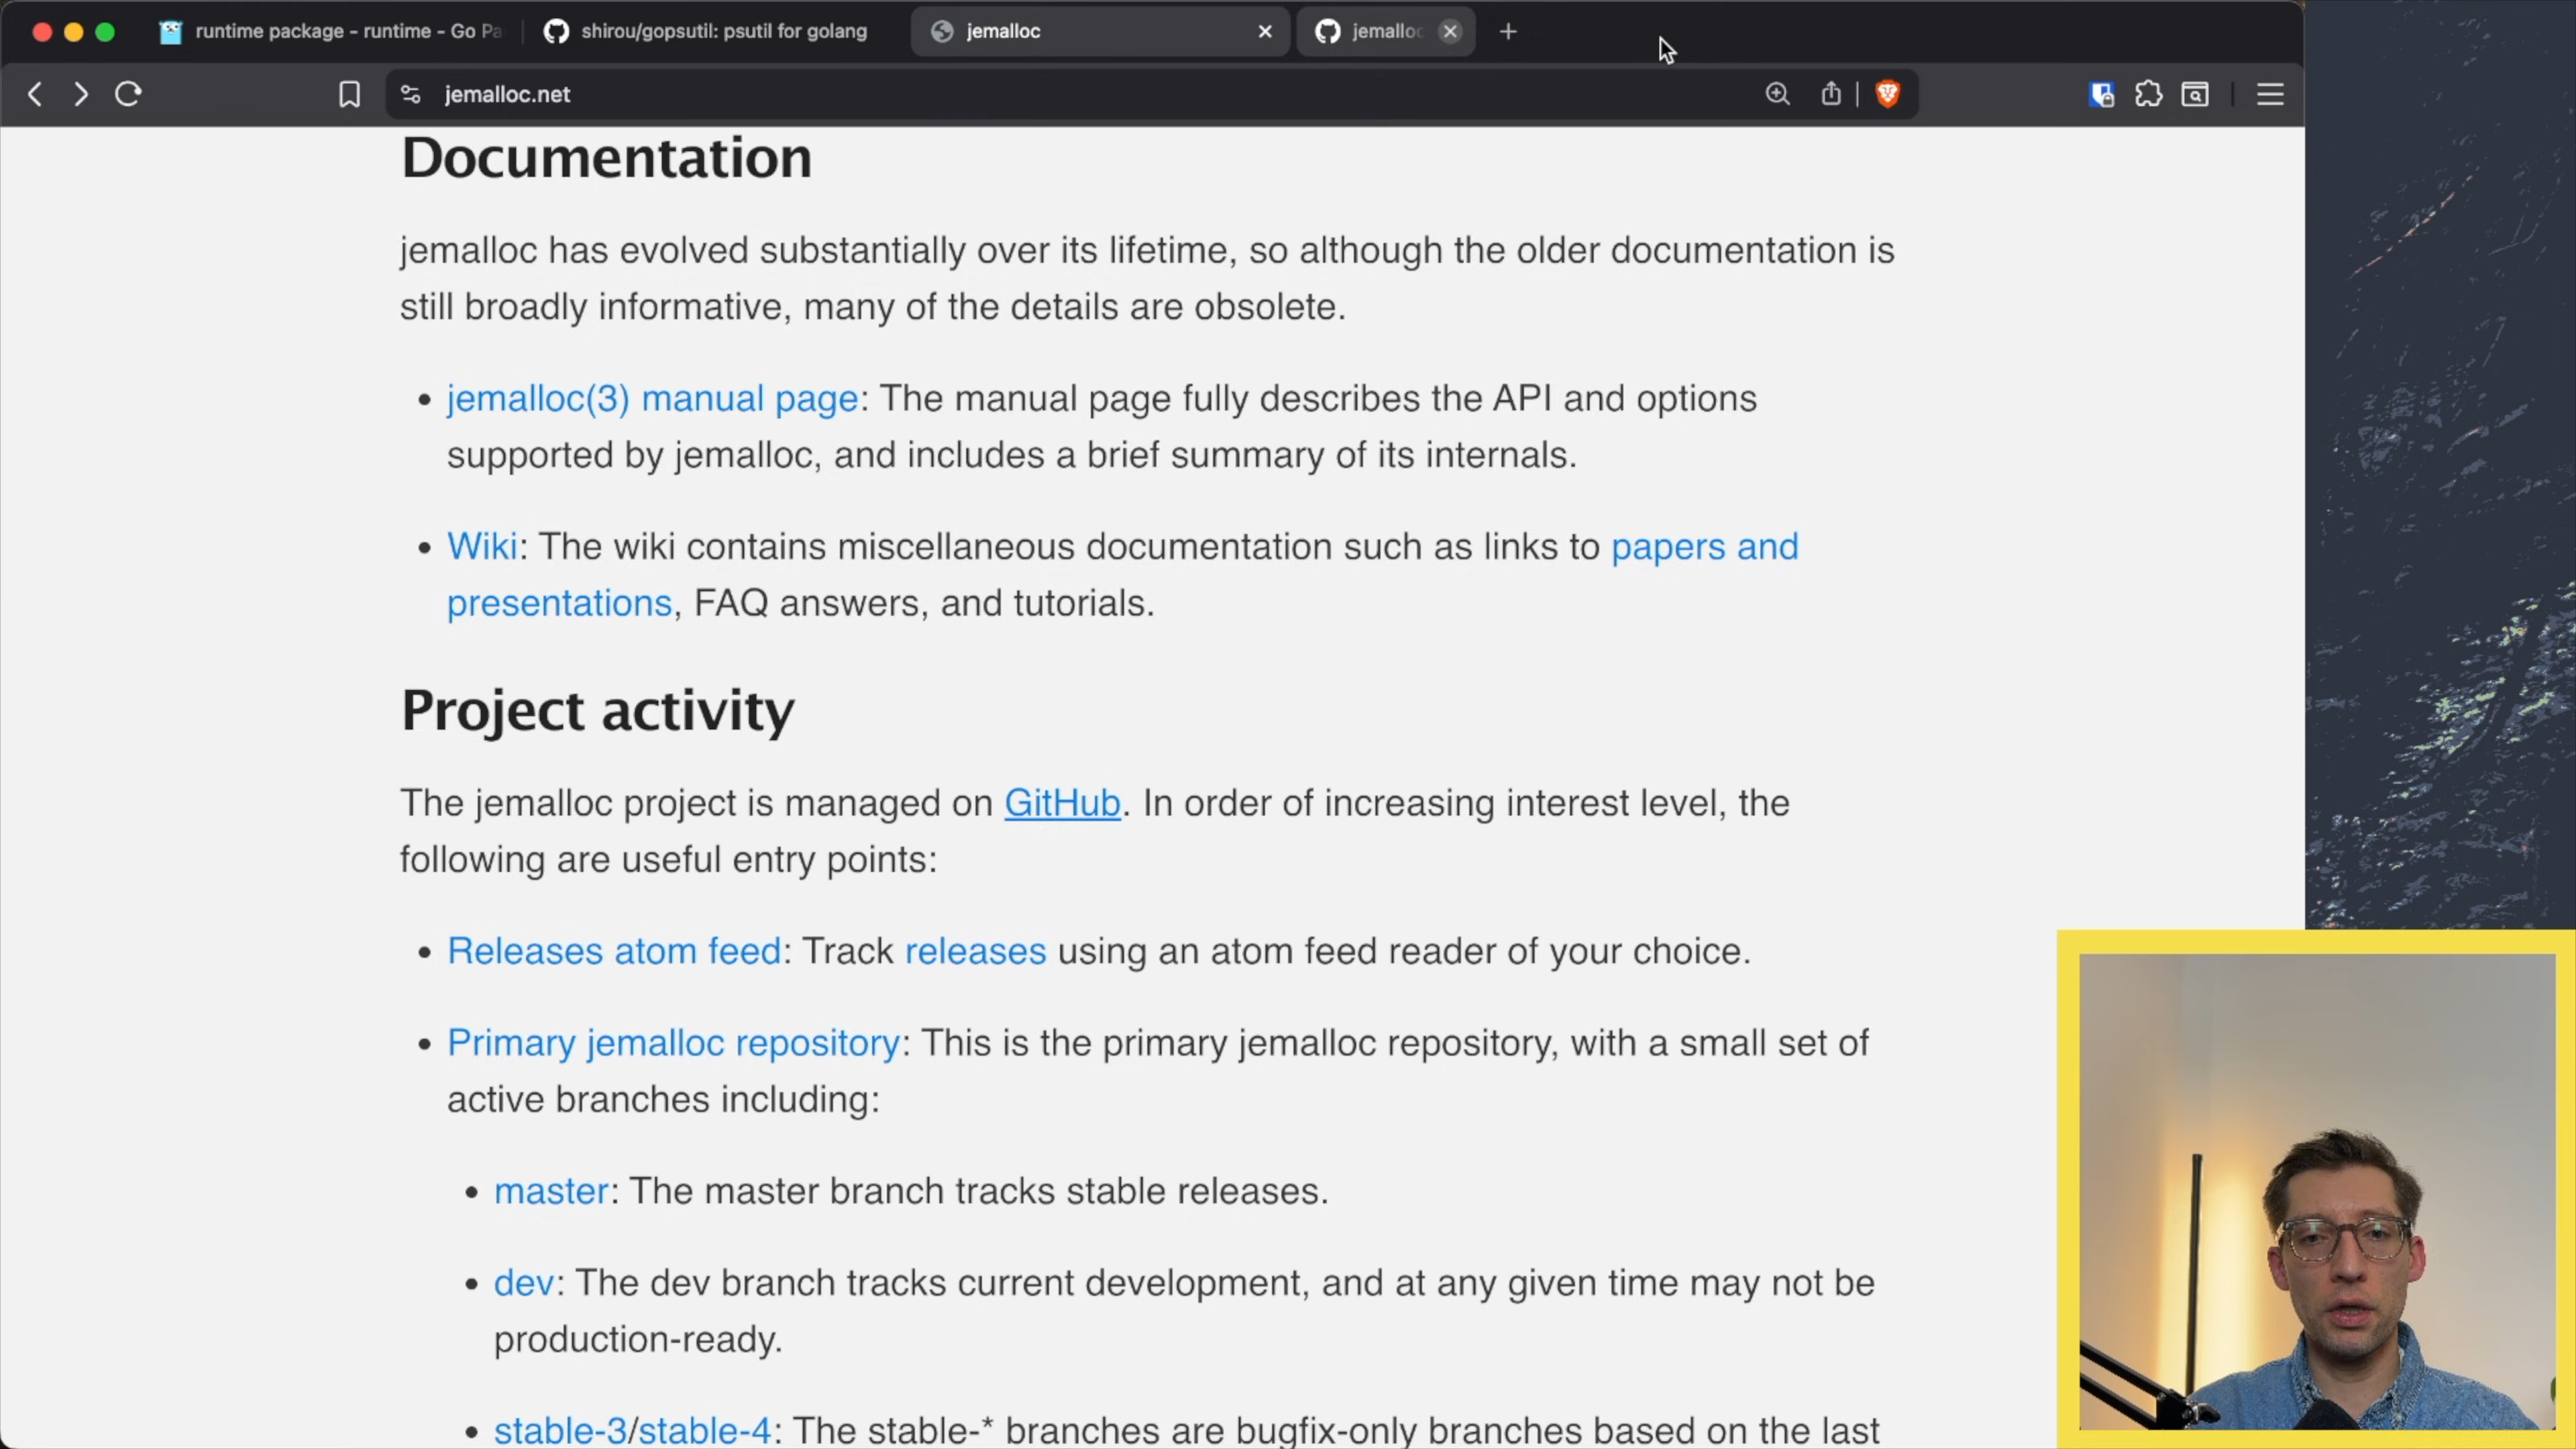 runtime package - runtime - Go Pa
shirou/gopsutil: psutil for golang
jemalloc
jemalloc
jemalloc.net
Documentation
jemalloc has evolved substantially over its lifetime, so although the older documentation is
still broadly informative, many of the details are obsolete.
• jemalloc(3) manual page: The manual page fully describes the API and options
supported by jemalloc, and includes a brief summary of its internals.
• Wiki: The wiki contains miscellaneous documentation such as links to papers and
presentations, FAQ answers, and tutorials.
Project activity
The jemalloc project is managed on GitHub. In order of increasing interest level, the
following are useful entry points:
• Releases atom feed: Track releases using an atom feed reader of your choice.
• Primary jemalloc repository: This is the primary jemalloc repository, with a small set of
active branches including:
• master: The master branch tracks stable releases.
• dev: The dev branch tracks current development, and at any given time may not be
production-ready.
• stable-3/stable-4: The stable-* branches are bugfix-only branches based on the last